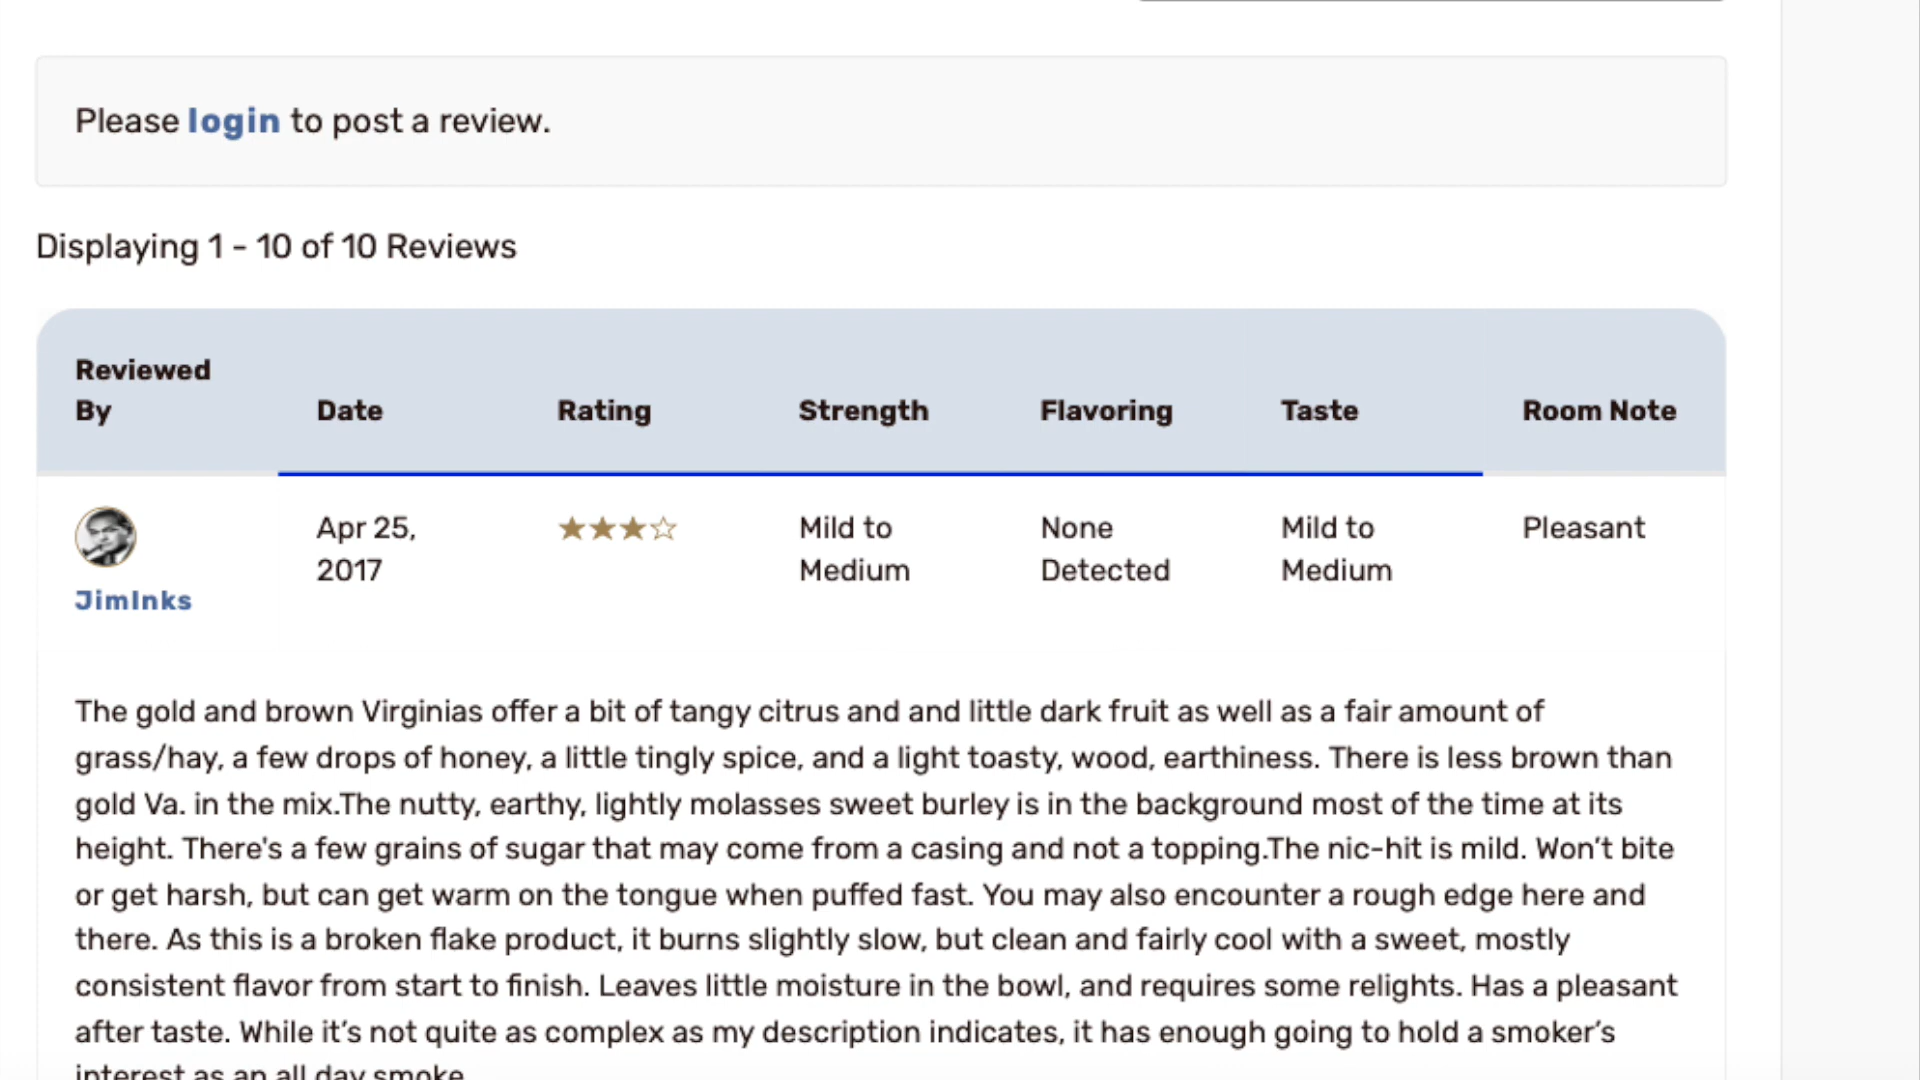 Please login to post a review.
Displaying 1 - 10 of 10 Reviews
Reviewed
By
Date
Rating
Strength
Flavoring
Taste
Room Note
JimInks
Apr 25,
2017
★★★☆
Mild to
Medium
None
Detected
Mild to
Medium
Pleasant
The gold and brown Virginias offer a bit of tangy citrus and and little dark fruit as well as a fair amount of
grass/hay, a few drops of honey, a little tingly spice, and a light toasty, wood, earthiness. There is less brown than
gold Va. in the mix.The nutty, earthy, lightly molasses sweet burley is in the background most of the time at its
height. There's a few grains of sugar that may come from a casing and not a topping.The nic-hit is mild. Won’t bite
or get harsh, but can get warm on the tongue when puffed fast. You may also encounter a rough edge here and
there. As this is a broken flake product, it burns slightly slow, but clean and fairly cool with a sweet, mostly
consistent flavor from start to finish. Leaves little moisture in the bowl, and requires some relights. Has a pleasant
after taste. While it’s not quite as complex as my description indicates, it has enough going to hold a smoker’s
interest as an all day smoke.